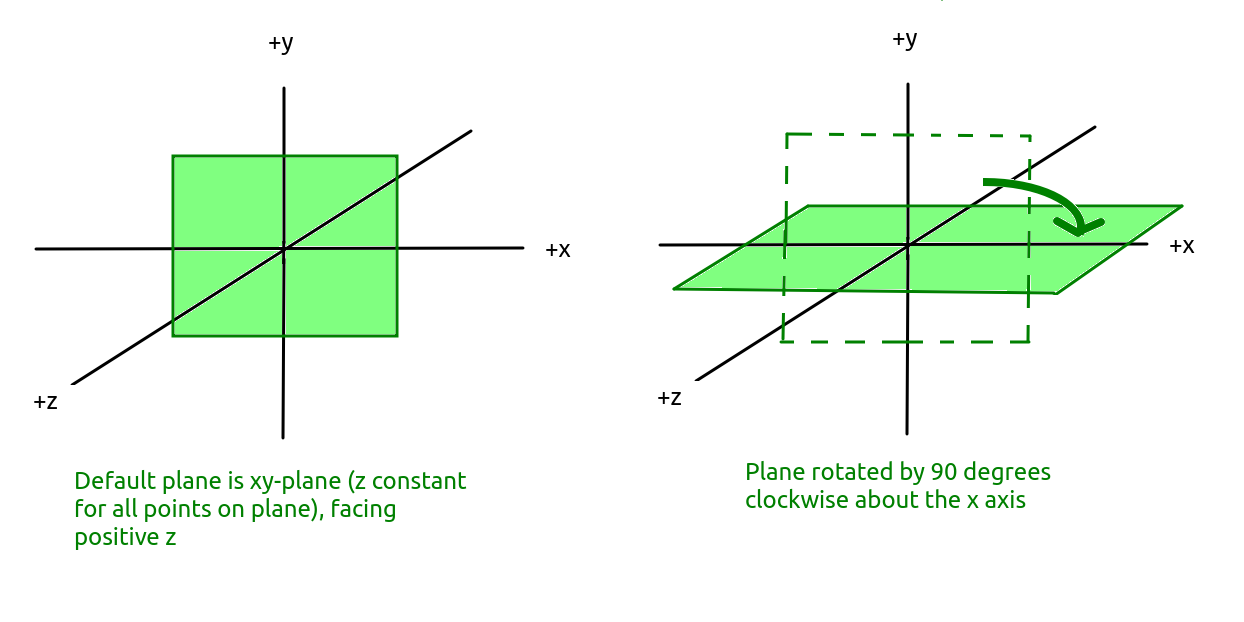 +y
+x
+z
Default plane is xy-plane (z constant
for all points on plane), facing
positive z
+y
+x
+z
Plane rotated by 90 degrees
clockwise about the x axis